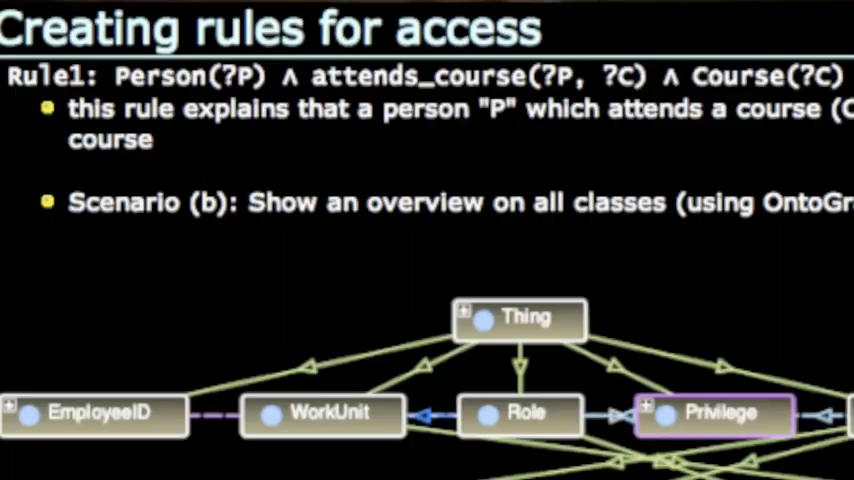 Creating rules for access
Rule1: Person(?P) ∧ attends_course(?P, ?C) ∧ Course(?C)
this rule explains that a person "P" which attends a course (C
course
Scenario (b): Show an overview on all classes (using OntoGr
Thing
EmployeeID WorkUnit Role Privilege